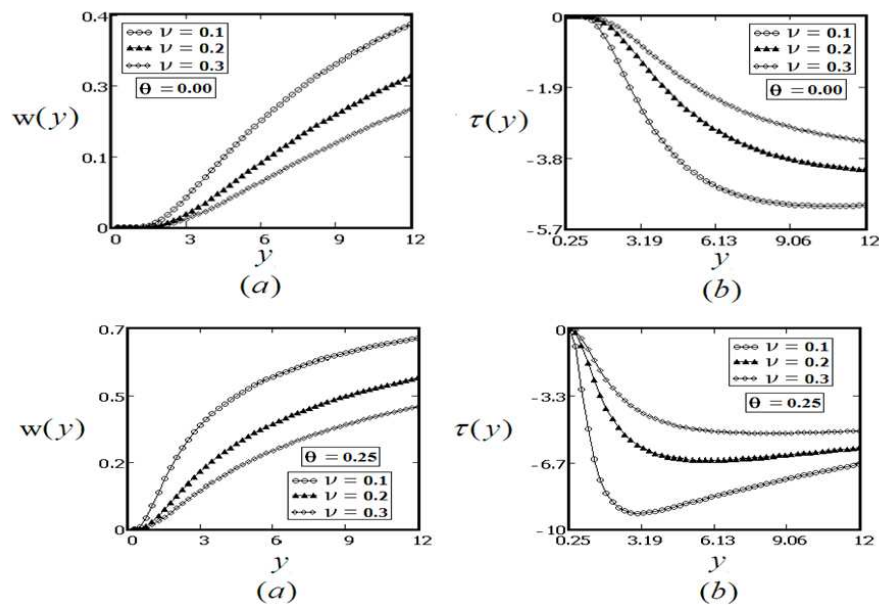 0.4
ν = 0.1
ν = 0.2
ν = 0.3
θ = 0.00
0.3
w(y)
0.1
0
0 3 6 9 12
y
(a)
0
ν = 0.1
ν = 0.2
ν = 0.3
θ = 0.00
-1.9
τ(y)
-3.8
-5.7
0.25 3.19 6.13 9.06 12
y
(b)
0.7
0.5
w(y)
θ = 0.25
0.2
ν = 0.1
ν = 0.2
ν = 0.3
0
0 3 6 9 12
y
(a)
0
ν = 0.1
ν = 0.2
ν = 0.3
-3.3
θ = 0.25
τ(y)
-6.7
-10
0.25 3.19 6.13 9.06 12
y
(b)